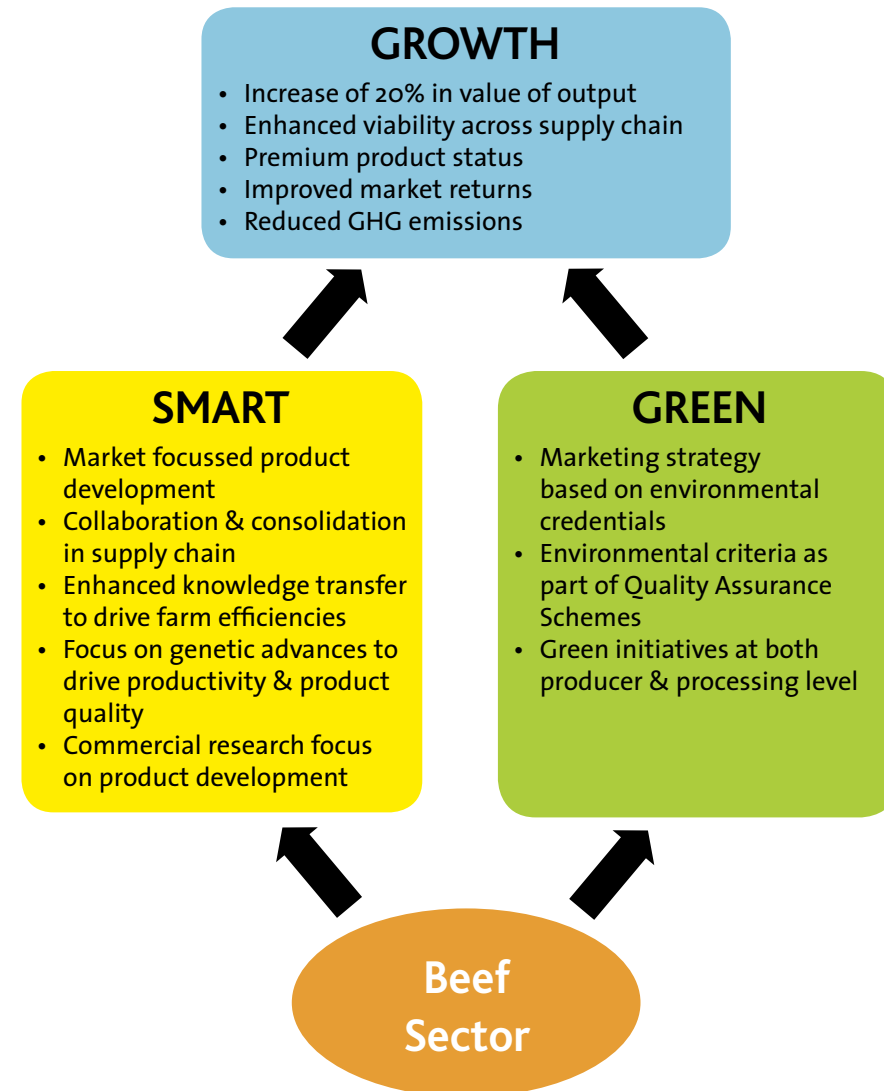 GROWTH
• Increase of 20% in value of output
• Enhanced viability across supply chain
• Premium product status
• Improved market returns
• Reduced GHG emissions
SMART
• Market focussed product
development
• Collaboration & consolidation
in supply chain
• Enhanced knowledge transfer
to drive farm efficiencies
• Focus on genetic advances to
drive productivity & product
quality
• Commercial research focus
on product development
GREEN
• Marketing strategy
based on environmental
credentials
• Environmental criteria as
part of Quality Assurance
Schemes
• Green initiatives at both
producer & processing level
Beef
Sector